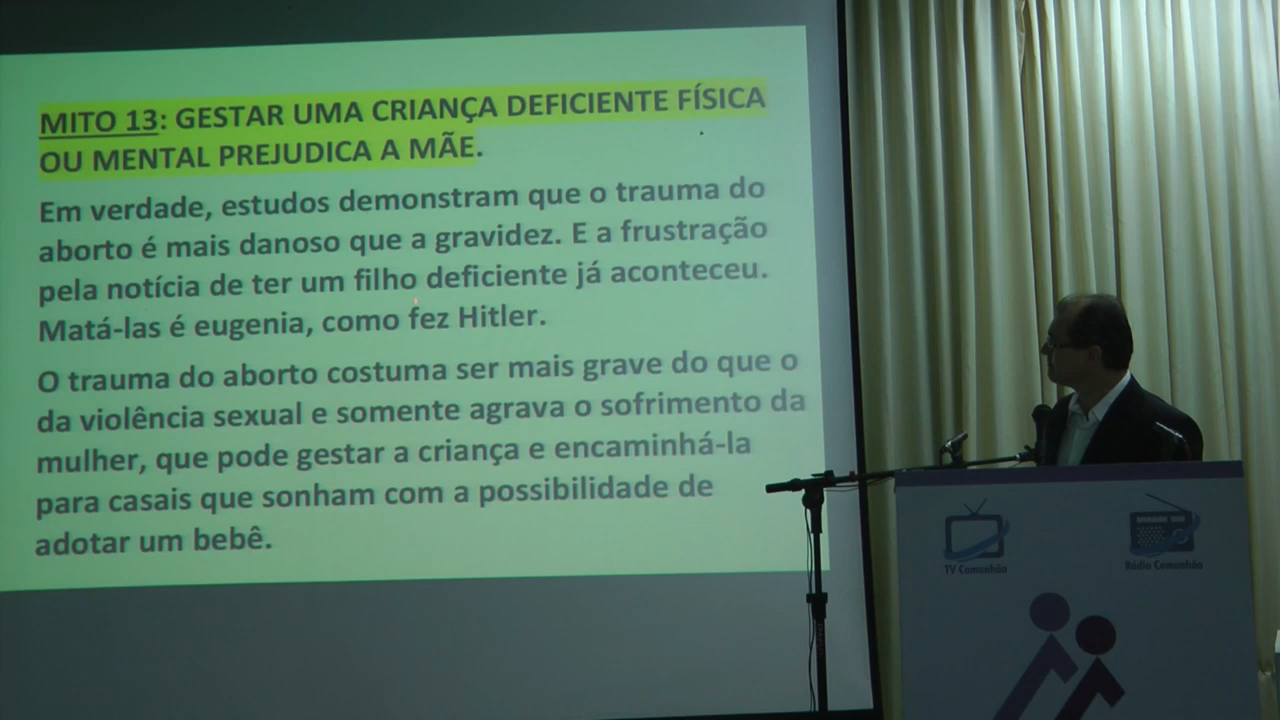 MITO 13: GESTAR UMA CRIANÇA DEFICIENTE FÍSICA
OU MENTAL PREJUDICA A MÃE.
Em verdade, estudos demonstram que o trauma do
aborto é mais danoso que a gravidez. E a frustração
pela notícia de ter um filho deficiente já aconteceu.
Matá-las é eugenia, como fez Hitler.
O trauma do aborto costuma ser mais grave do que o
da violência sexual e somente agrava o sofrimento da
mulher, que pode gestar a criança e encaminhá-la
para casais que sonham com a possibilidade de
adotar um bebê.
TV Comunhão
Rádio Comunhão